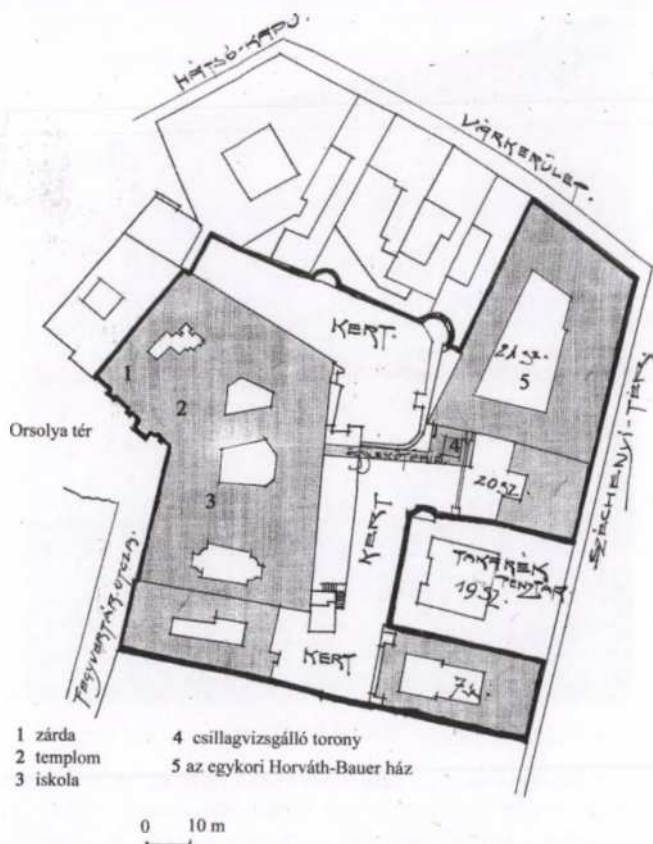 HÁTSÓ-KAPU.
VÁRKERÜLET.
KERT.
21 sz.
5
1
2
Orsolya tér
4
20 sz.
3
KERT
SZÉCHENYI-TÉR.
TAKARÉK
PÉNZTÁR
19 sz.
FEGYVERTÁR-UTCZA.
KERT
7 sz.
1 zárda
2 templom
3 iskola
4 csillagvizsgáló torony
5 az egykori Horváth-Bauer ház
0 10 m